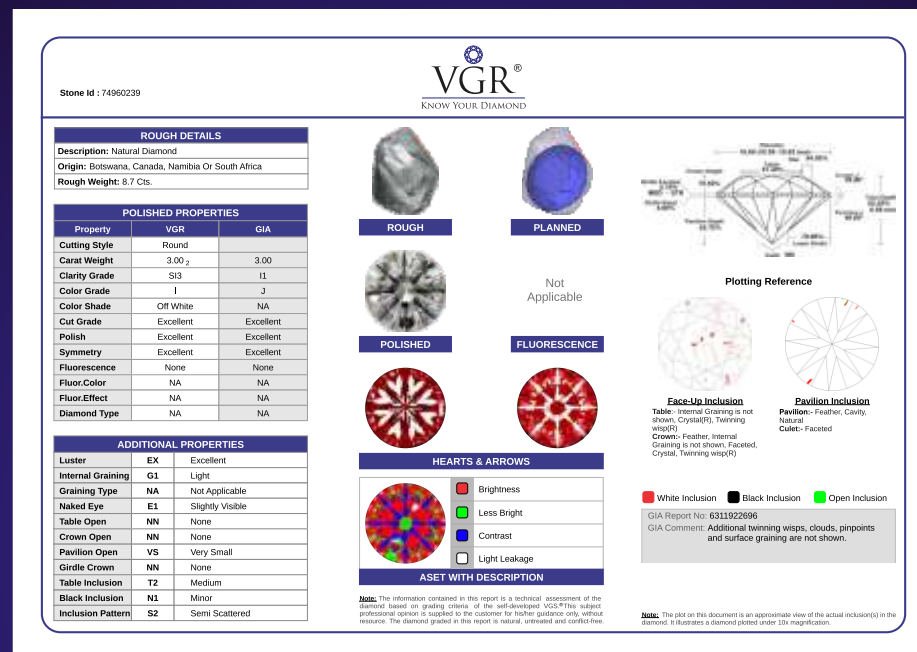 VGR®
KNOW YOUR DIAMOND
Stone Id : 74960239
ROUGH DETAILS
Description: Natural Diamond
Origin: Botswana, Canada, Namibia Or South Africa
Rough Weight: 8.7 Cts.
POLISHED PROPERTIES
Property VGR GIA
Cutting Style Round
Carat Weight 3.00 2 3.00
Clarity Grade SI3 I1
Color Grade I J
Color Shade Off White NA
Cut Grade Excellent Excellent
Polish Excellent Excellent
Symmetry Excellent Excellent
Fluorescence None None
Fluor.Color NA NA
Fluor.Effect NA NA
Diamond Type NA NA
ADDITIONAL PROPERTIES
Luster EX Excellent
Internal Graining G1 Light
Graining Type NA Not Applicable
Naked Eye E1 Slightly Visible
Table Open NN None
Crown Open NN None
Pavilion Open VS Very Small
Girdle Crown NN None
Table Inclusion T2 Medium
Black Inclusion N1 Minor
Inclusion Pattern S2 Semi Scattered
ROUGH
PLANNED
Not
Applicable
POLISHED
FLUORESCENCE
HEARTS & ARROWS
Brightness
Less Bright
Contrast
Light Leakage
ASET WITH DESCRIPTION
Note: The information contained in this report is a technical assessment of the
diamond based on grading criteria of the self-developed VGS.®This subject
professional opinion is supplied to the customer for his/her guidance only, without
resource. The diamond graded in this report is natural, untreated and conflict-free.
Plotting Reference
Face-Up Inclusion
Table:- Internal Graining is not
shown, Crystal(R), Twinning
wisp(R)
Crown:- Feather, Internal
Graining is not shown, Faceted,
Crystal, Twinning wisp(R)
Pavilion Inclusion
Pavilion:- Feather, Cavity,
Natural
Culet:- Faceted
White Inclusion Black Inclusion Open Inclusion
GIA Report No: 6311922696
GIA Comment: Additional twinning wisps, clouds, pinpoints
and surface graining are not shown.
Note: The plot on this document is an approximate view of the actual inclusion(s) in the
diamond. It illustrates a diamond plotted under 10x magnification.